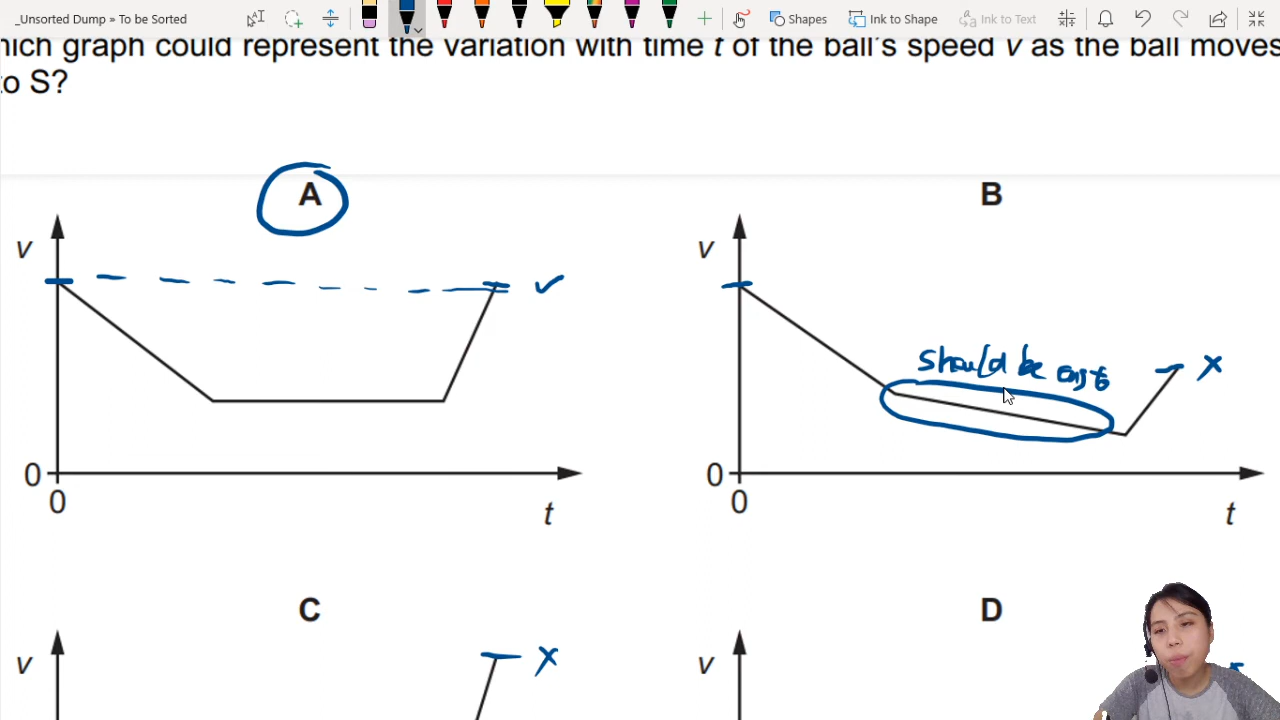 _Unsorted Dump » To be Sorted
Shapes
Ink to Shape
Ink to Text
hich graph could represent the variation with time t of the ball's speed v as the ball moves
to S?
A
B
v
v
should be
x
0
0
0
0
t
t
C
D
v
v
x